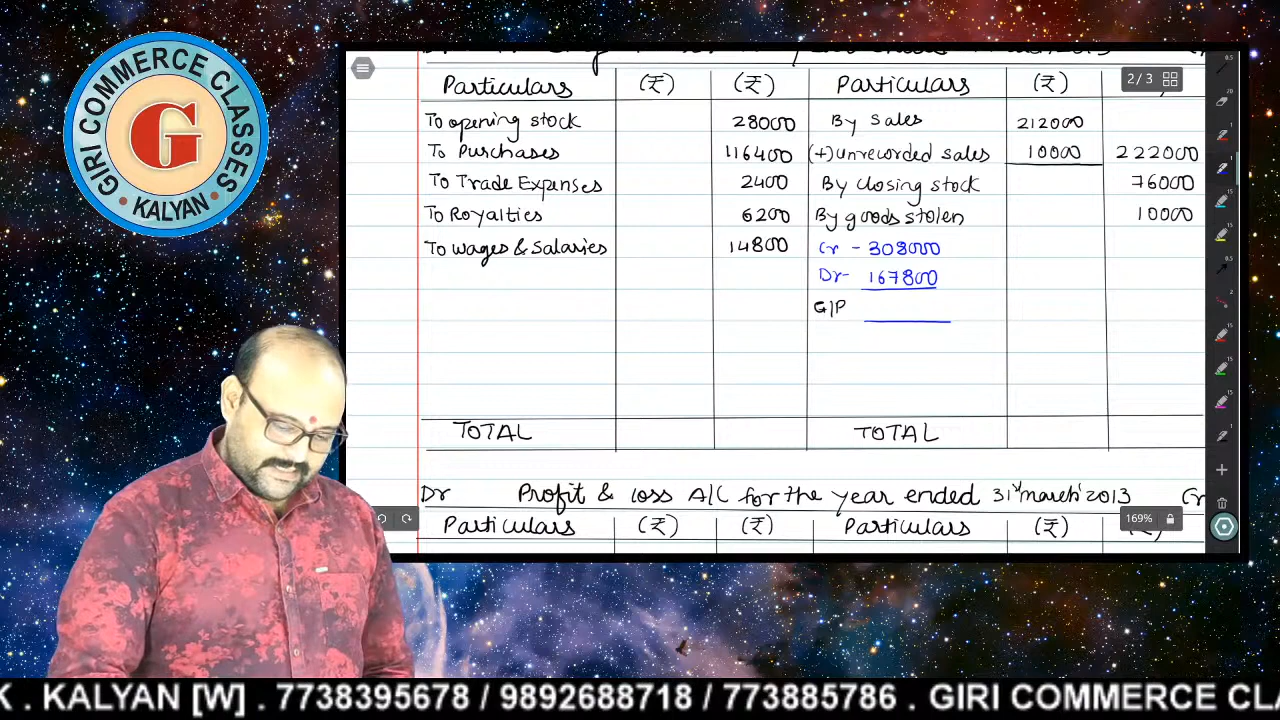 GIRI COMMERCE CLASSES
G
• KALYAN •
2/3
Particulars (₹) (₹) Particulars (₹)
To opening stock 28000 By Sales 212000
To Purchases 116400 (+) unrecorded sales 10000 222000
To Trade Expenses 2400 By closing stock 76000
To Royalties 6200 By goods stolen 10000
To wages & Salaries 14800 Cr - 308000
Dr- 167800
G/P
TOTAL TOTAL
Dr Profit & loss A/C for the year ended 31st march 2013 Cr
Particulars (₹) (₹) Particulars (₹)
169%
K . KALYAN [W] . 7738395678 / 9892688718 / 773885786 . GIRI COMMERCE CLA